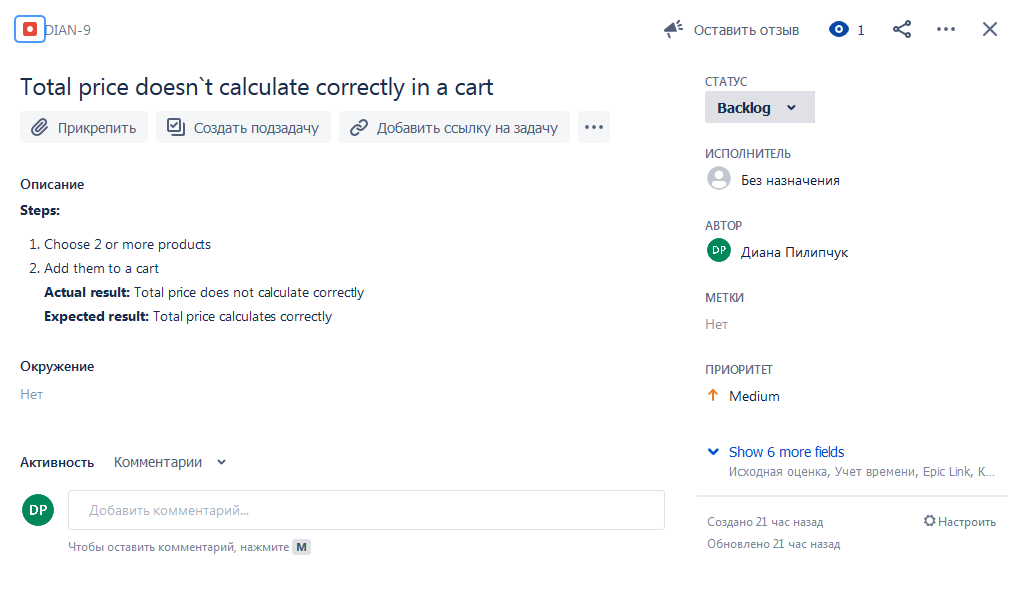 DIAN-9
Оставить отзыв
1
Total price doesn`t calculate correctly in a cart
Прикрепить
Создать подзадачу
Добавить ссылку на задачу
Описание
Steps:
1. Choose 2 or more products
2. Add them to a cart
Actual result: Total price does not calculate correctly
Expected result: Total price calculates correctly
Окружение
Нет
Активность Комментарии
DP
Добавить комментарий...
Чтобы оставить комментарий, нажмите M
СТАТУС
Backlog
ИСПОЛНИТЕЛЬ
Без назначения
АВТОР
DP Диана Пилипчук
МЕТКИ
Нет
ПРИОРИТЕТ
Medium
Show 6 more fields
Исходная оценка, Учет времени, Epic Link, К...
Создано 21 час назад
Настроить
Обновлено 21 час назад